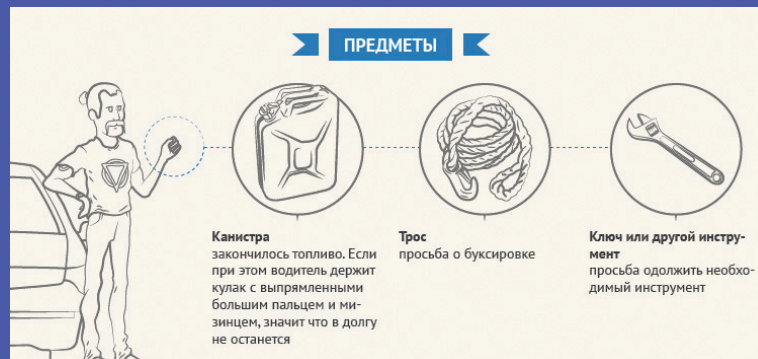 ПРЕДМЕТЫ
Канистра
закончилось топливо. Если
при этом водитель держит
кулак с выпрямленными
большим пальцем и ми-
зинцем, значит что в долгу
не останется
Трос
просьба о буксировке
Ключ или другой инстру-
мент
просьба одолжить необхо-
димый инструмент